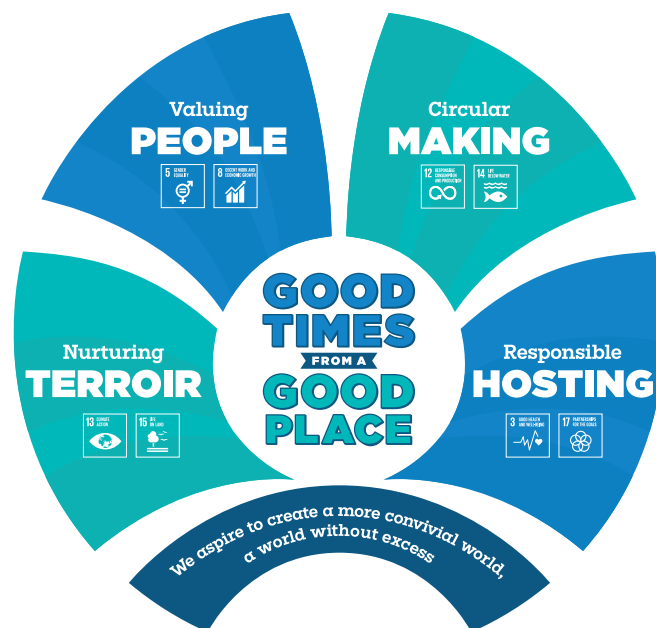 Valuing
PEOPLE
5 GENDER
EQUALITY
8 DECENT WORK AND
ECONOMIC GROWTH
Circular
MAKING
12 RESPONSIBLE
CONSUMPTION
AND PRODUCTION
14 LIFE
BELOW WATER
Nurturing
TERROIR
13 CLIMATE
ACTION
15 LIFE
ON LAND
GOOD
TIMES
FROM A
GOOD
PLACE
Responsible
HOSTING
3 GOOD HEALTH
AND WELL-BEING
17 PARTNERSHIPS
FOR THE GOALS
We aspire to create a more convivial world,
a world without excess